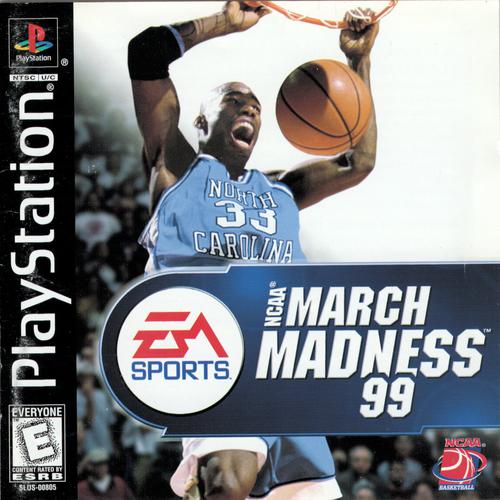 PlayStation
NTSC U/C
PlayStation
NORTH
33
CAROLINA
NCAA
MARCH
MADNESS
99
EA
SPORTS
EVERYONE
E
CONTENT RATED BY
ESRB
SLUS-00805
NCAA
BASKETBALL